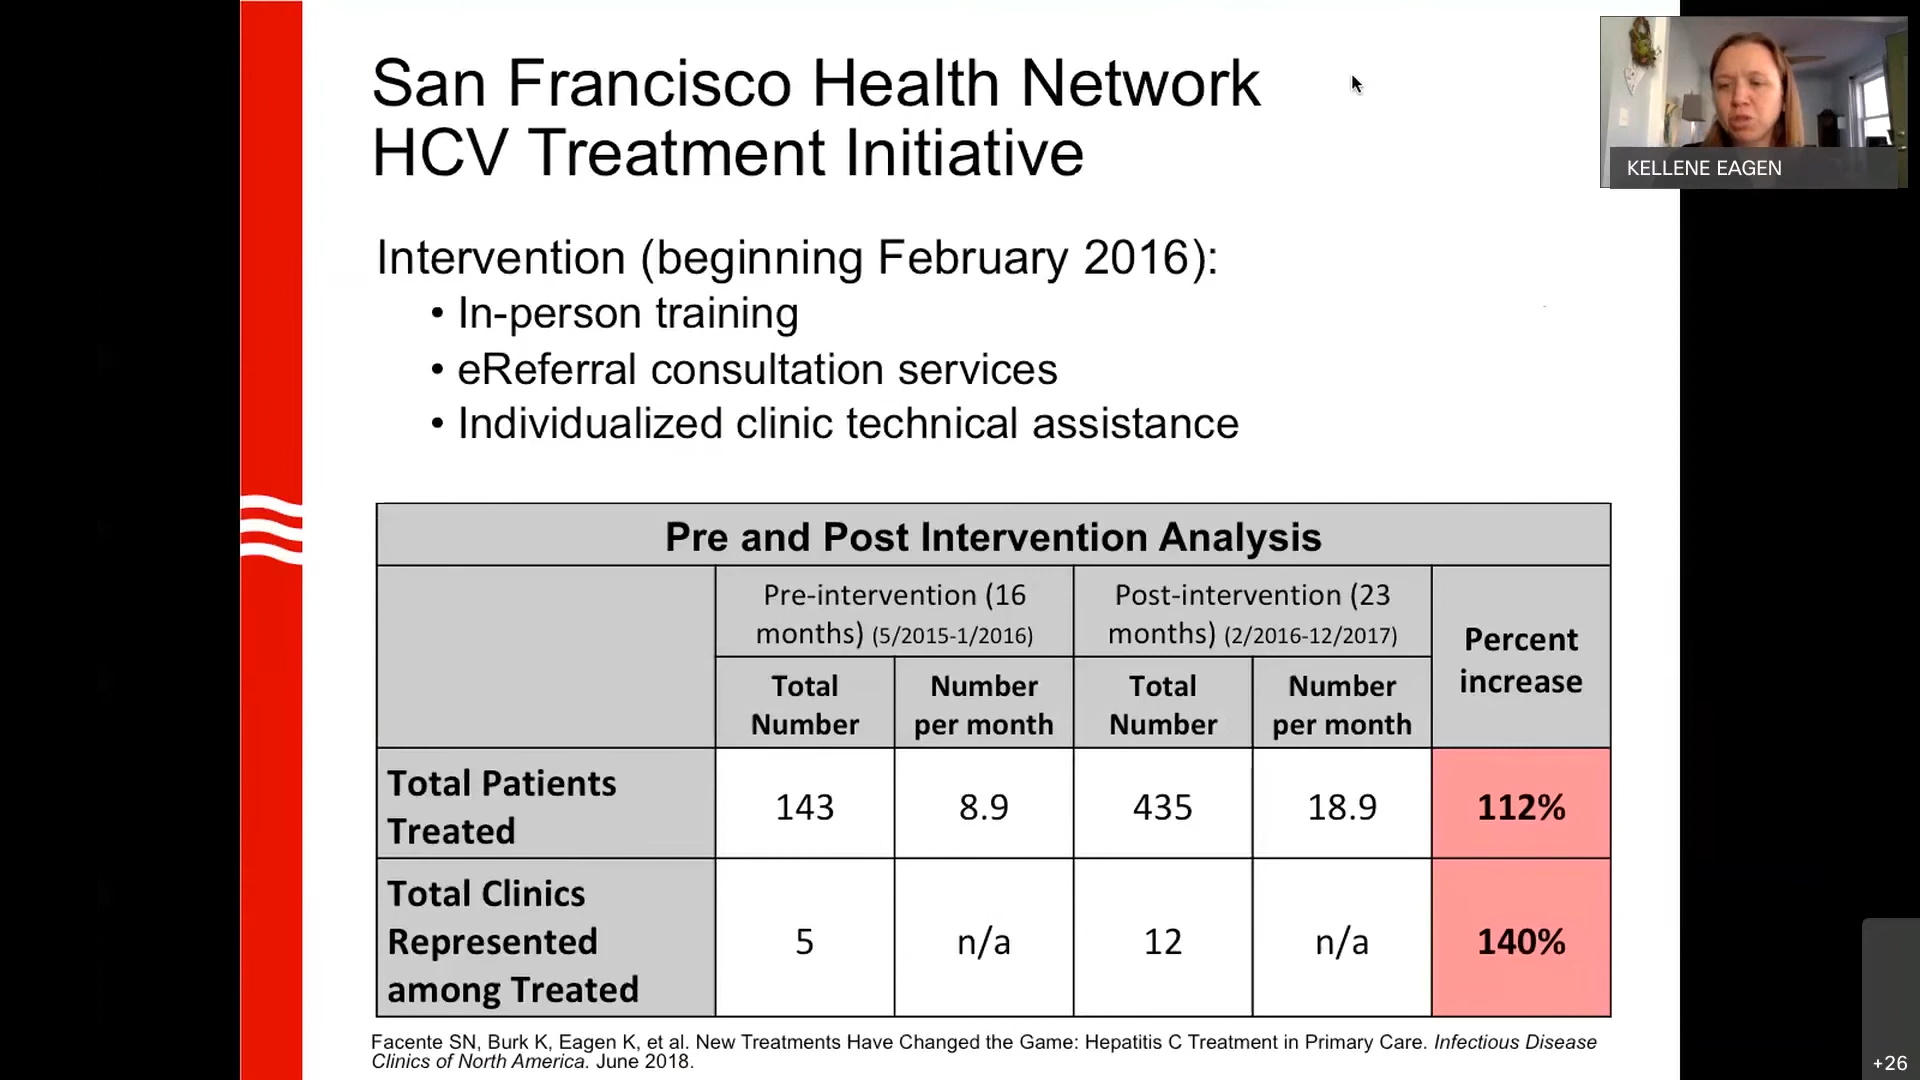 San Francisco Health Network
HCV Treatment Initiative
KELLENE EAGEN
Intervention (beginning February 2016):
• In-person training
• eReferral consultation services
• Individualized clinic technical assistance
Pre and Post Intervention Analysis
Pre-intervention (16
months) (5/2015-1/2016)
Post-intervention (23
months) (2/2016-12/2017)
Percent
increase
Total
Number
Number
per month
Total
Number
Number
per month
Total Patients
Treated
143
8.9
435
18.9
112%
Total Clinics
Represented
among Treated
5
n/a
12
n/a
140%
Facente SN, Burk K, Eagen K, et al. New Treatments Have Changed the Game: Hepatitis C Treatment in Primary Care. Infectious Disease
Clinics of North America. June 2018.
+26